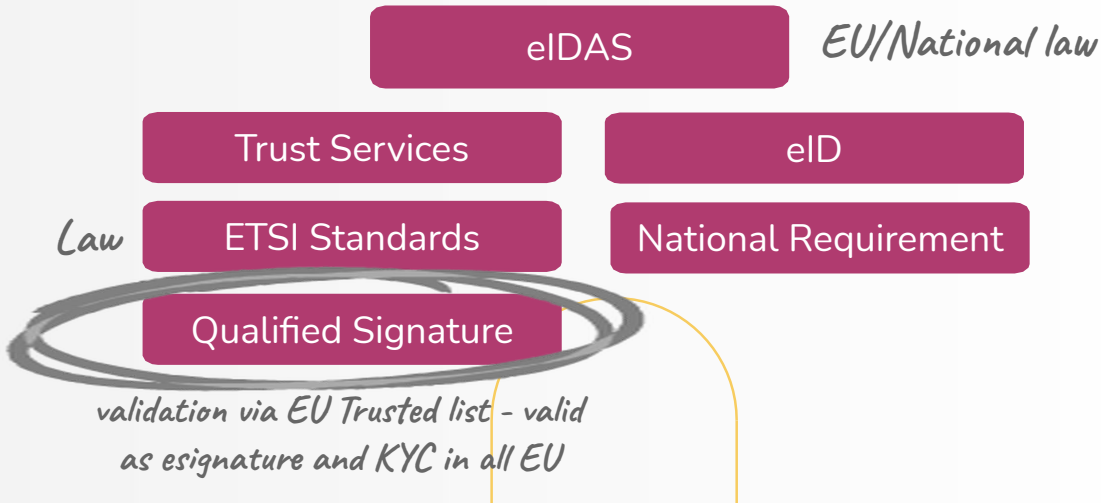 eIDAS
EU/National law
Trust Services
eID
Law
ETSI Standards
National Requirement
Qualified Signature
validation via EU Trusted list - valid
as esignature and KYC in all EU